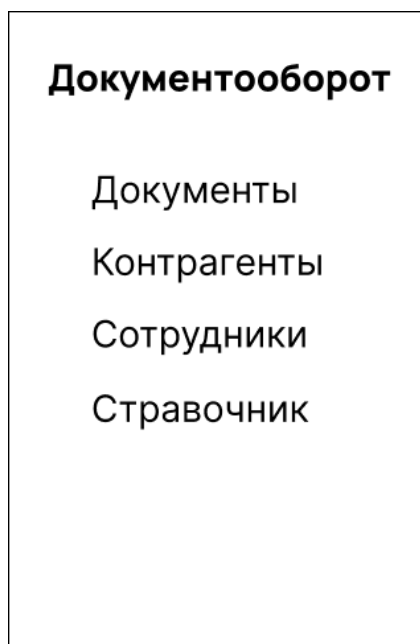 Документооборот
Документы
Контрагенты
Сотрудники
Стравочник